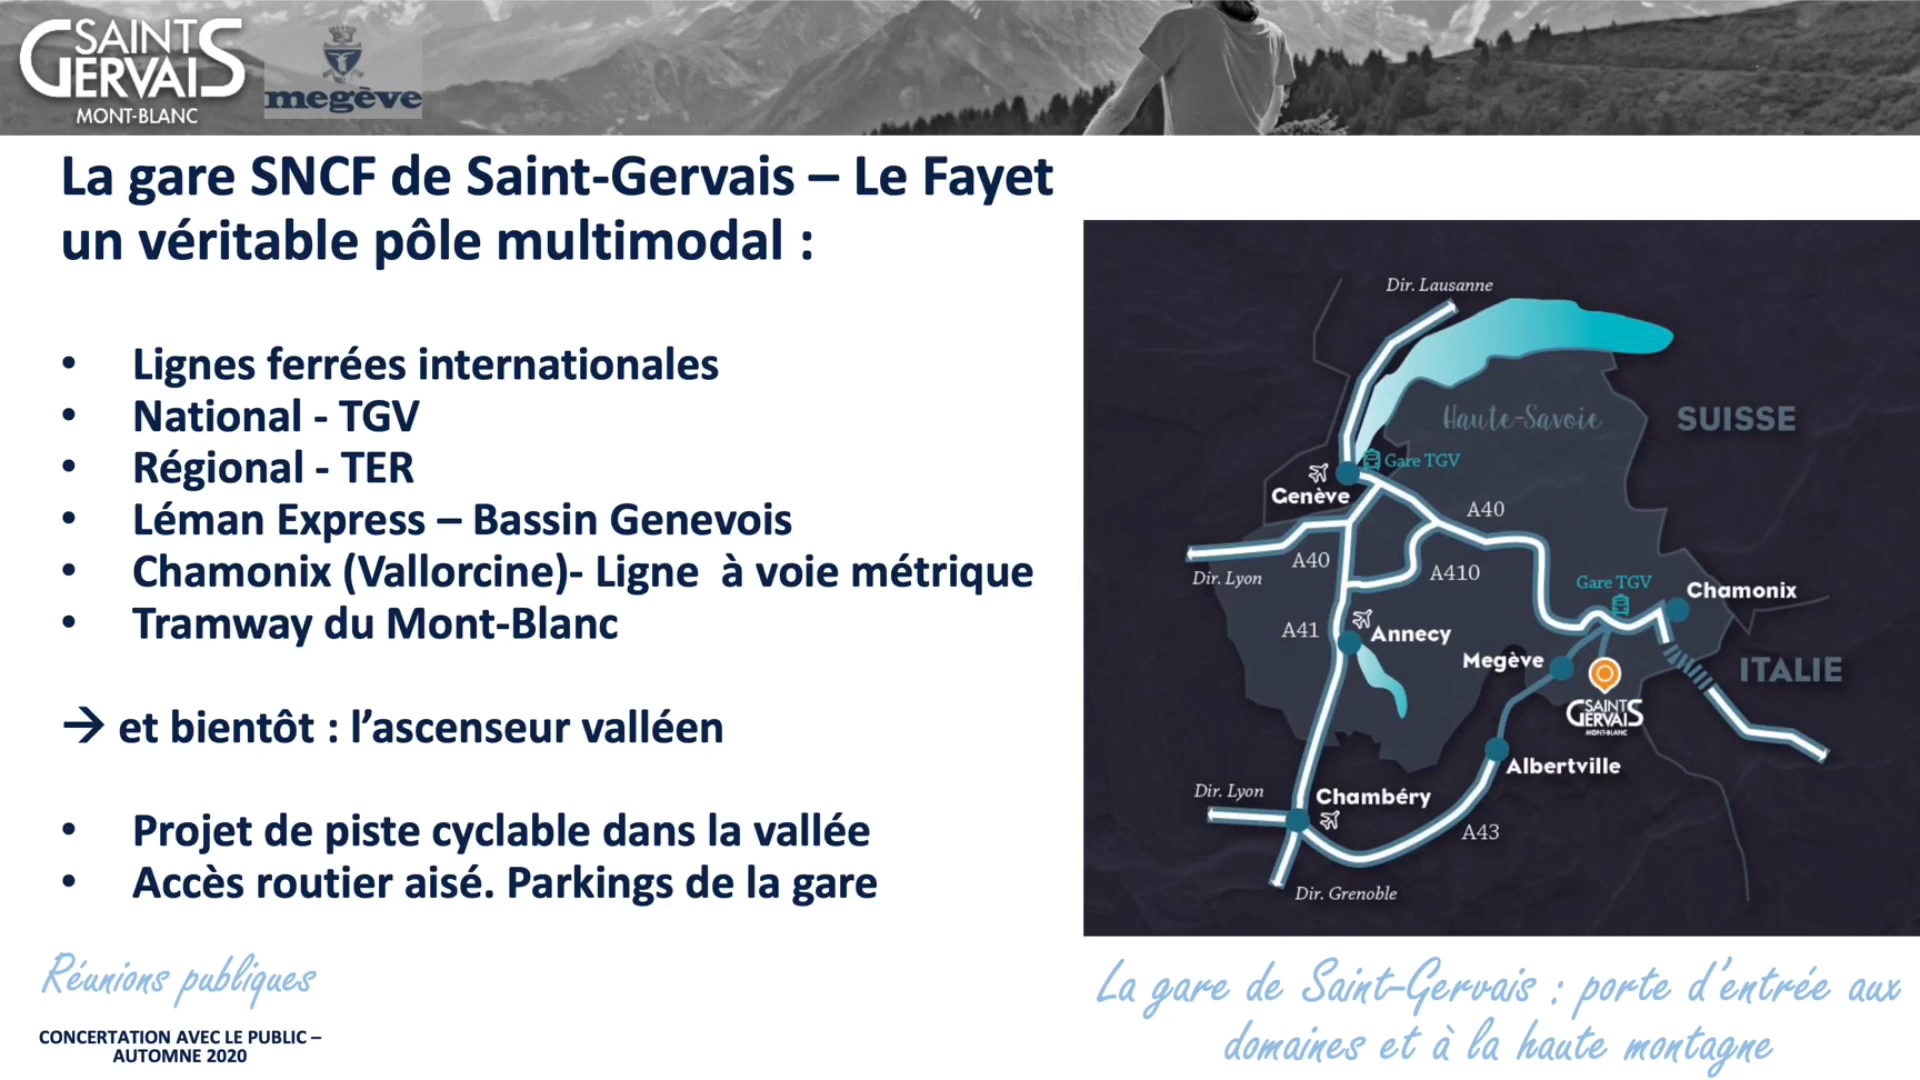 SAINT
GERVAIS
MONT-BLANC
megève
La gare SNCF de Saint-Gervais – Le Fayet
un véritable pôle multimodal :
• Lignes ferrées internationales
• National - TGV
• Régional - TER
• Léman Express – Bassin Genevois
• Chamonix (Vallorcine)- Ligne à voie métrique
• Tramway du Mont-Blanc
→ et bientôt : l’ascenseur valléen
• Projet de piste cyclable dans la vallée
• Accès routier aisé. Parkings de la gare
Réunions publiques
CONCERTATION AVEC LE PUBLIC –
AUTOMNE 2020
Dir. Lausanne
Haute-Savoie
SUISSE
Gare TGV
Genève
A40
A40
Dir. Lyon
A410
Gare TGV
Chamonix
A41
Annecy
Megève
ITALIE
SAINT
GERVAIS
MONT-BLANC
Albertville
Dir. Lyon
Chambéry
A43
Dir. Grenoble
La gare de Saint-Gervais : porte d’entrée aux
domaines et à la haute montagne